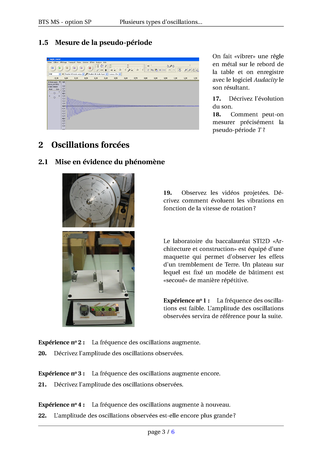 BTS MS - option SP
Plusieurs types d'oscillations...
1.5 Mesure de la pseudo-période
On fait «vibrer» une règle
en métal sur le rebord de
la table et on enregistre
avec le logiciel Audacity le
son résultant.
17. Décrivez l'évolution
du son.
18. Comment peut-on
mesurer précisément la
pseudo-période T ?
2 Oscillations forcées
2.1 Mise en évidence du phénomène
19. Observez les vidéos projetées. Dé-
crivez comment évoluent les vibrations en
fonction de la vitesse de rotation ?
Le laboratoire du baccalauréat STI2D «Ar-
chitecture et construction» est équipé d'une
maquette qui permet d'observer les effets
d'un tremblement de Terre. Un plateau sur
lequel est fixé un modèle de bâtiment est
«secoué» de manière répétitive.
Expérience nº 1 : La fréquence des oscilla-
tions est faible. L'amplitude des oscillations
observées servira de référence pour la suite.
Expérience nº 2 : La fréquence des oscillations augmente.
20. Décrivez l'amplitude des oscillations observées.
Expérience nº 3 : La fréquence des oscillations augmente encore.
21. Décrivez l'amplitude des oscillations observées.
Expérience nº 4 : La fréquence des oscillations augmente à nouveau.
22. L'amplitude des oscillations observées est-elle encore plus grande ?
page 3 / 6